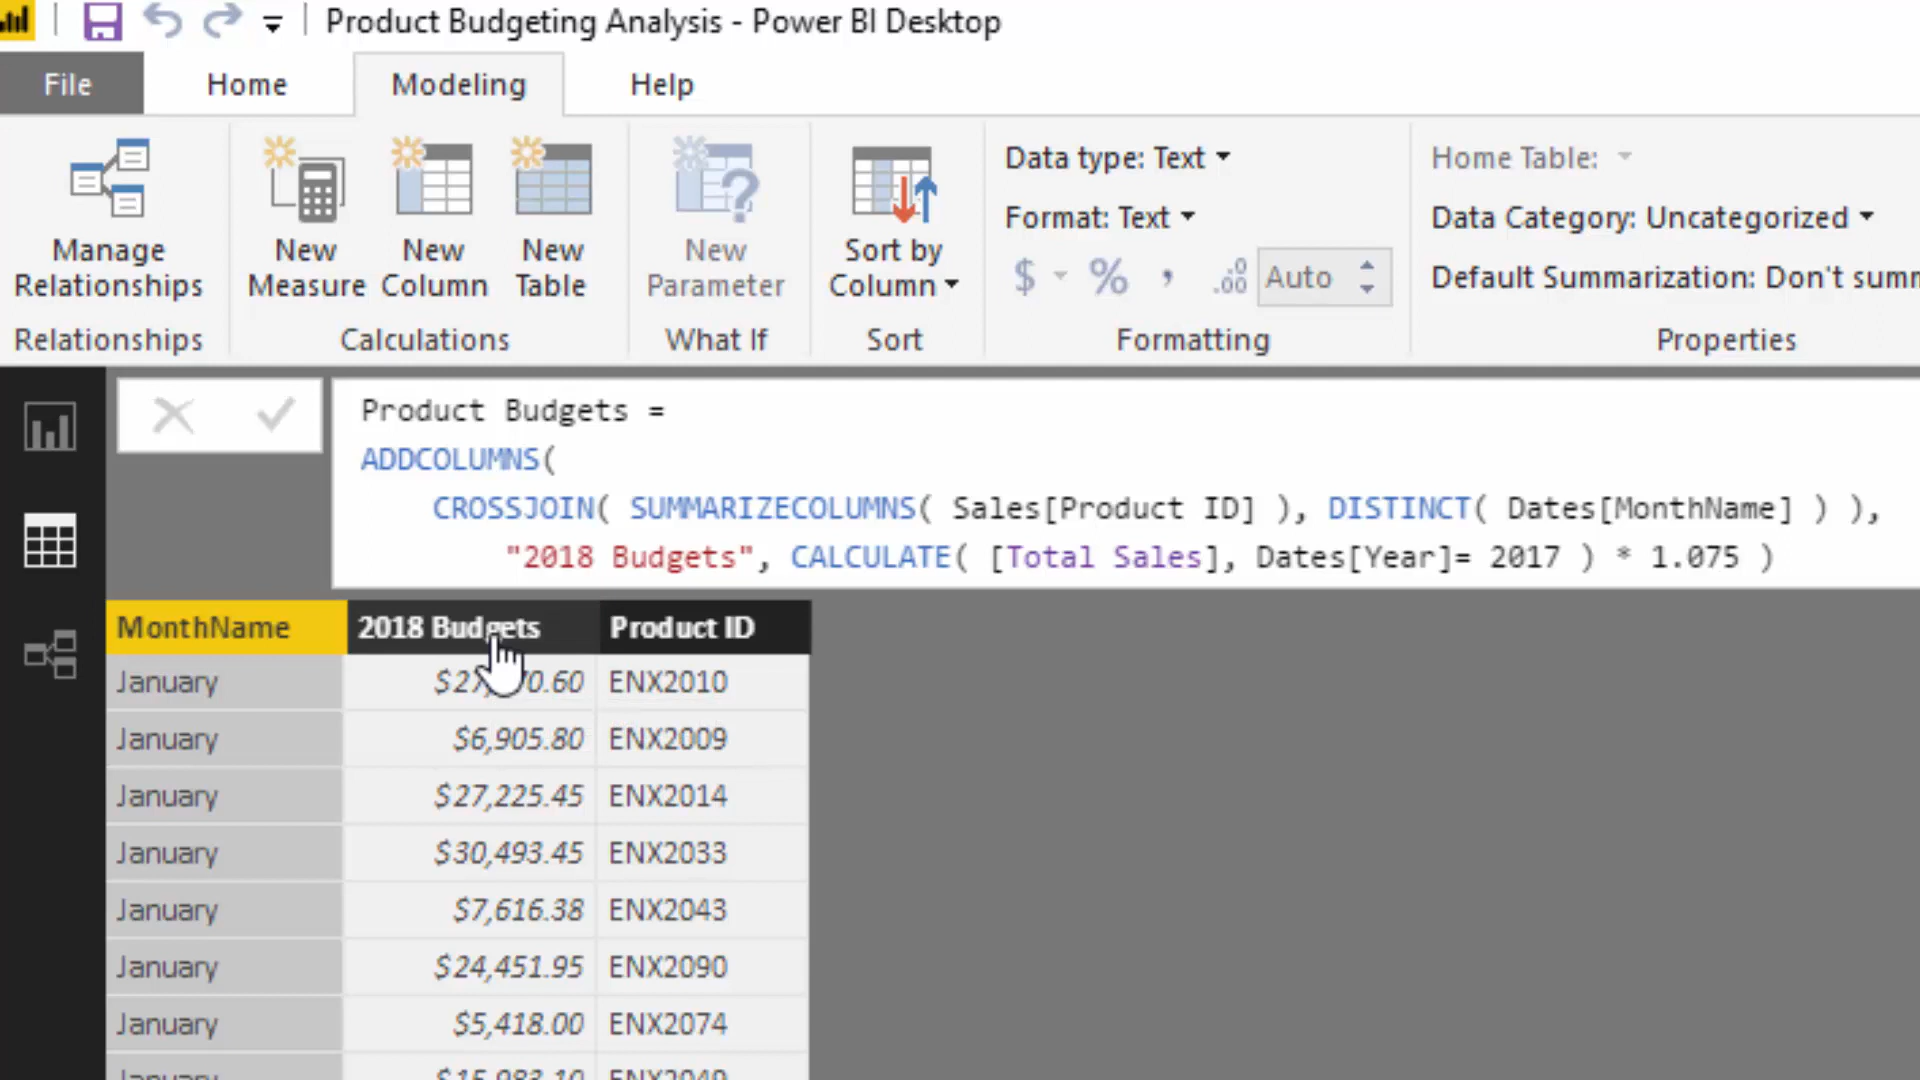 Product Budgeting Analysis - Power BI Desktop
File Home Modeling Help
Manage Relationships
New Measure
New Column
New Table
New Parameter
Sort by Column
Data type: Text
Format: Text
$ % , .00 Auto
Home Table:
Data Category: Uncategorized
Default Summarization: Don't
Relationships Calculations What If Sort Formatting Properties
Product Budgets =
ADDCOLUMNS(
CROSSJOIN( SUMMARIZECOLUMNS( Sales[Product ID] ), DISTINCT( Dates[MonthName] ) ),
"2018 Budgets", CALCULATE( [Total Sales], Dates[Year]= 2017 ) * 1.075 )
MonthName 2018 Budgets Product ID
January ENX2010
January $6,905.80 ENX2009
January $27,225.45 ENX2014
January $30,493.45 ENX2033
January $7,616.38 ENX2043
January $24,451.95 ENX2090
January $5,418.00 ENX2074
January